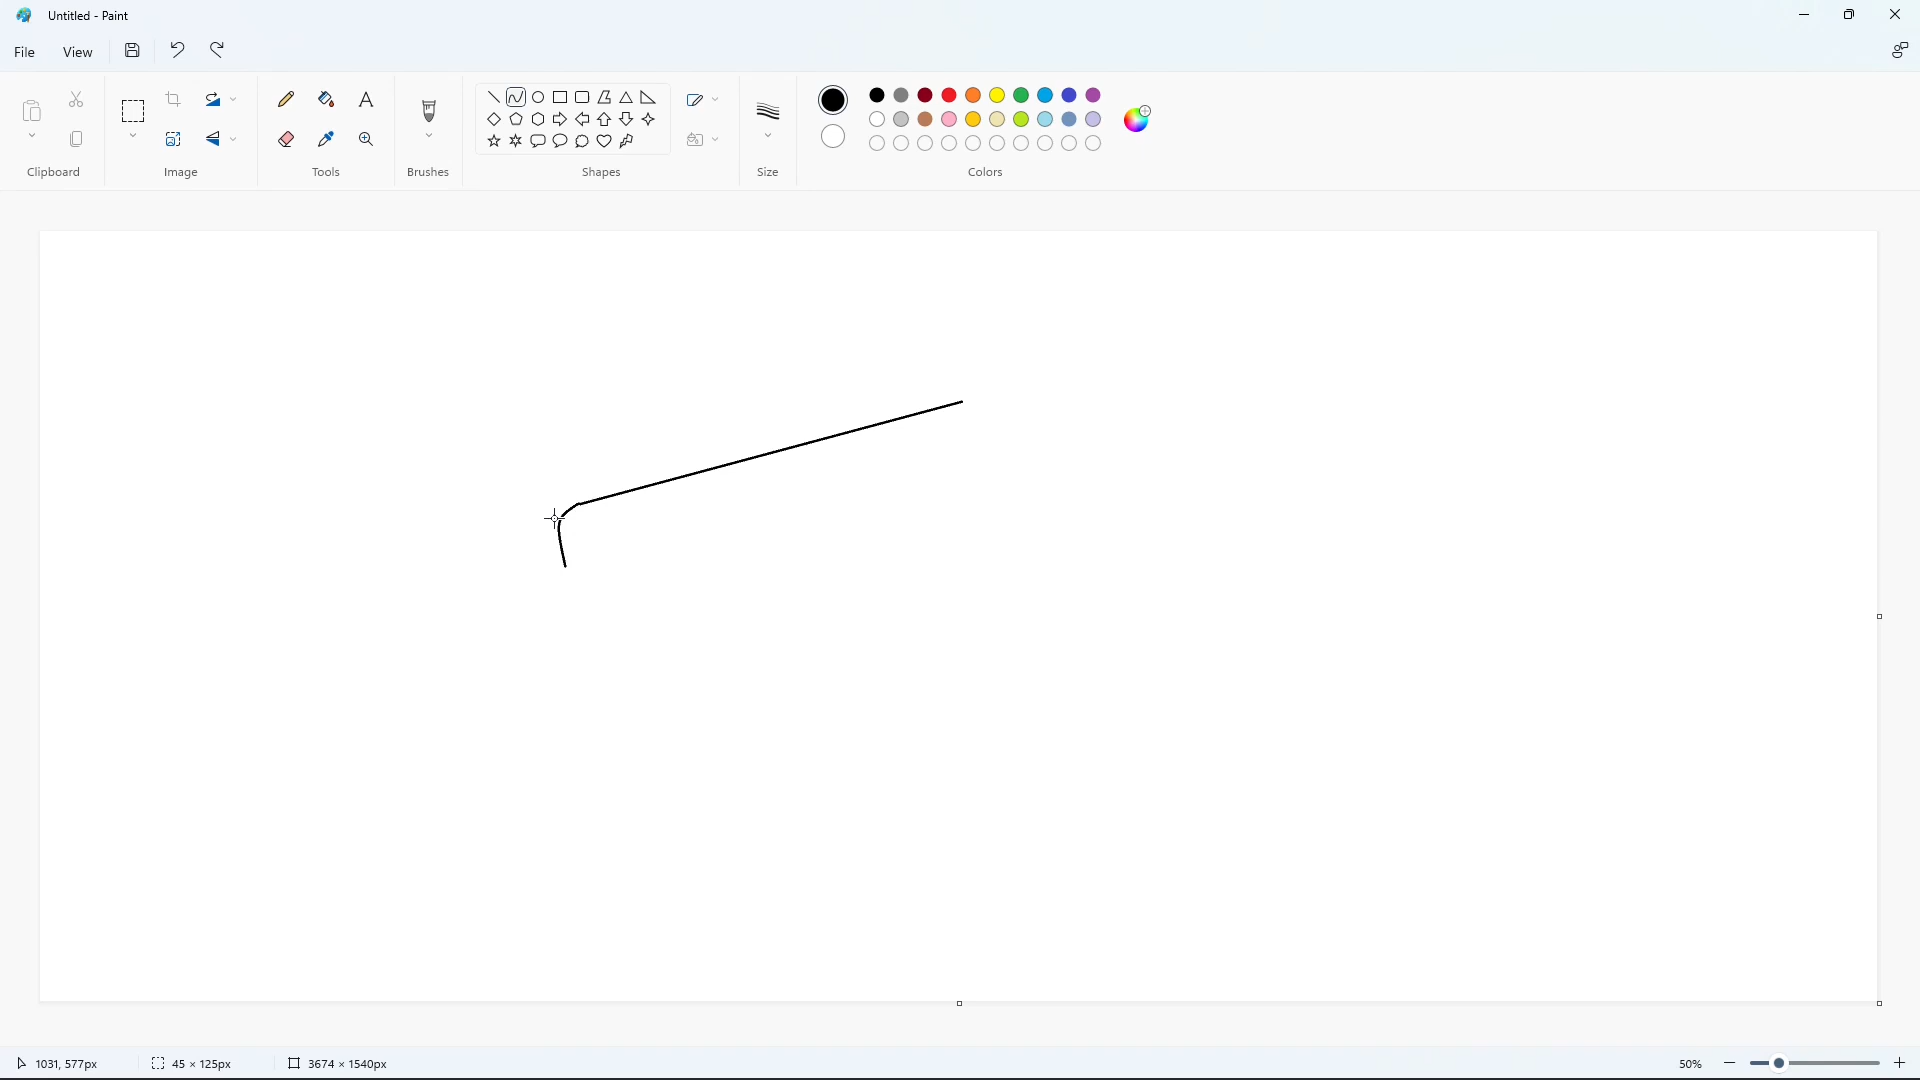 Untitled - Paint
File View
Clipboard Image Tools Brushes Shapes Size Colors
1031, 577px 45 × 125px 3674 × 1540px 50%